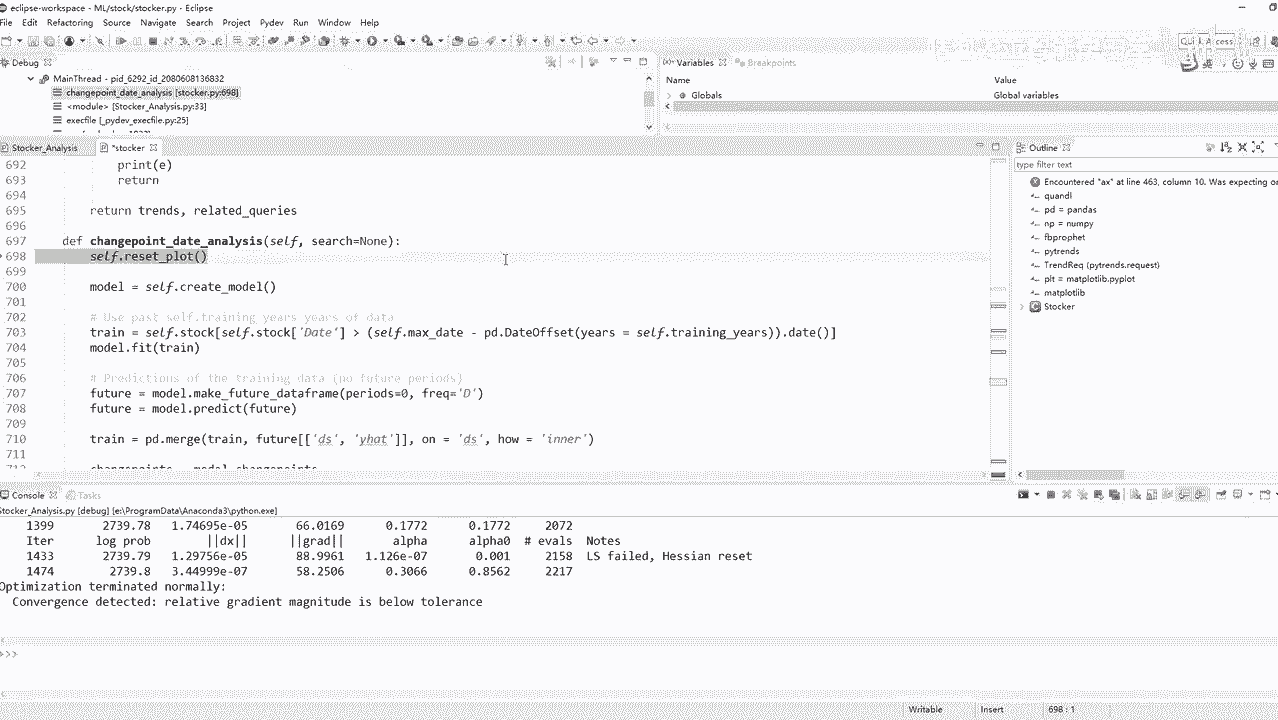 eclipse-workspace - ML/stock/stocker.py - Eclipse
File Edit Refactoring Source Navigate Search Project Pydev Run Window Help
Debug
Variables Breakpoints
MainThread - pid_6292_id_2080608136832
changepoint_date_analysis [stocker.py:698]
<module> [Stocker_Analysis.py:33]
execfile [_pydev_execfile.py:25]
Name Value
Globals Global variables
Stocker_Analysis *stocker
Outline
type filter text
Encountered "ax" at line 463, column 10. Was expecting on
quandl
pd = pandas
np = numpy
fbprophet
pytrends
TrendReq (pytrends.request)
plt = matplotlib.pyplot
matplotlib
Stocker
692 print(e)
693 return
694
695 return trends, related_queries
696
697 def changepoint_date_analysis(self, search=None):
698 self.reset_plot()
699
700 model = self.create_model()
701
702 # Use past self.training_years years of data
703 train = self.stock[self.stock['Date'] > (self.max_date - pd.DateOffset(years = self.training_years)).date()]
704 model.fit(train)
705
706 # Predictions of the training data (no future periods)
707 future = model.make_future_dataframe(periods=0, freq='D')
708 future = model.predict(future)
709
710 train = pd.merge(train, future[['ds', 'yhat']], on = 'ds', how = 'inner')
711
Console Tasks
Stocker_Analysis.py [debug] [e:\ProgramData\Anaconda3\python.exe]
1399 2739.78 1.74695e-05 66.0169 0.1772 0.1772 2072
Iter log prob ||dx|| ||grad|| alpha alpha0 # evals Notes
1433 2739.79 1.29756e-05 88.9961 1.126e-07 0.001 2158 LS failed, Hessian reset
1474 2739.8 3.44999e-07 58.2506 0.3066 0.8562 2217
Optimization terminated normally:
Convergence detected: relative gradient magnitude is below tolerance
>>>
Writable Insert 698 : 1